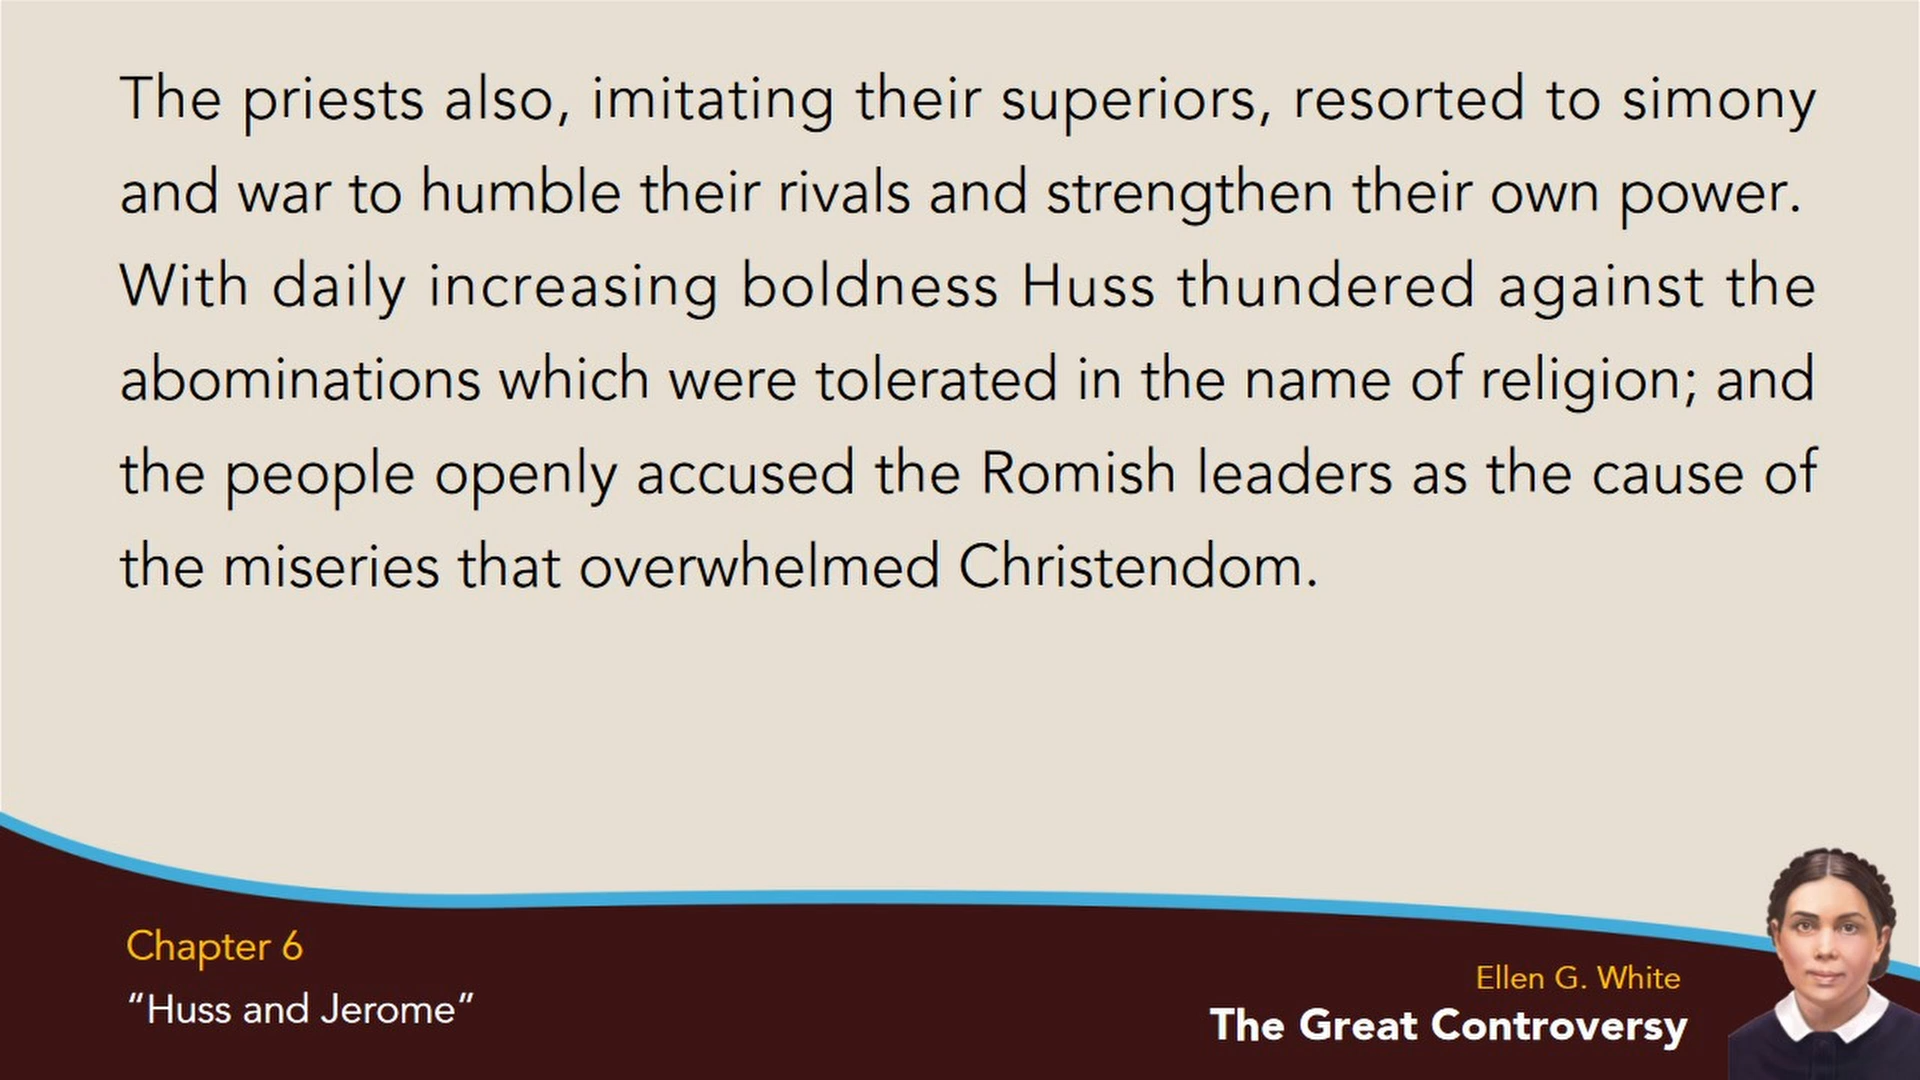 The priests also, imitating their superiors, resorted to simony
and war to humble their rivals and strengthen their own power.
With daily increasing boldness Huss thundered against the
abominations which were tolerated in the name of religion; and
the people openly accused the Romish leaders as the cause of
the miseries that overwhelmed Christendom.
Chapter 6
“Huss and Jerome”
Ellen G. White
The Great Controversy